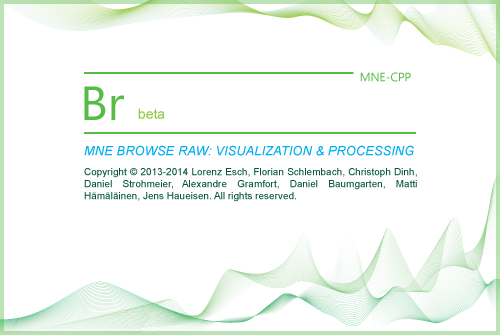 MNE-CPP
Br beta
MNE BROWSE RAW: VISUALIZATION & PROCESSING
Copyright © 2013-2014 Lorenz Esch, Florian Schlembach, Christoph Dinh,
Daniel Strohmeier, Alexandre Gramfort, Daniel Baumgarten, Matti
Hämäläinen, Jens Haueisen. All rights reserved.